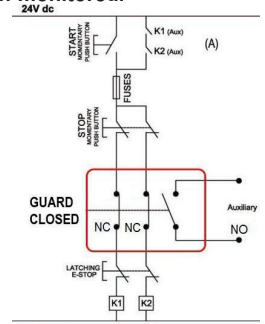 24V dc
START
MOMENTARY
PUSH BUTTON
K1 (Aux)
K2 (Aux)
(A)
FUSES
STOP
MOMENTARY
PUSH BUTTON
GUARD
CLOSED
NC
NC
Auxiliary
NO
LATCHING
E-STOP
K1
K2